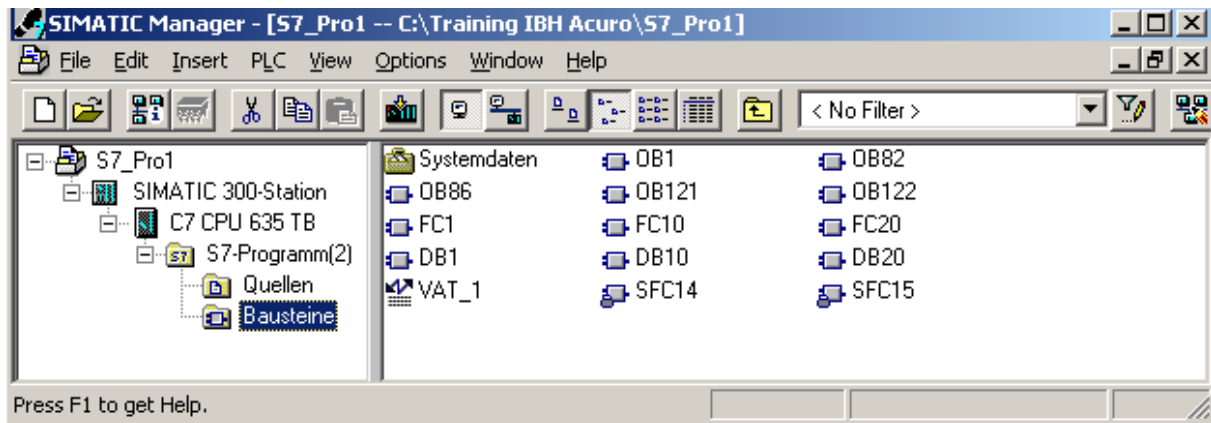 SIMATIC Manager - [S7_Pro1 -- C:\Training IBH Acuro\S7_Pro1]
File Edit Insert PLC View Options Window Help
< No Filter >
S7_Pro1
SIMATIC 300-Station
C7 CPU 635 TB
S7-Programm(2)
Quellen
Bausteine
Systemdaten OB1 OB82
OB86 OB121 OB122
FC1 FC10 FC20
DB1 DB10 DB20
VAT_1 SFC14 SFC15
Press F1 to get Help.